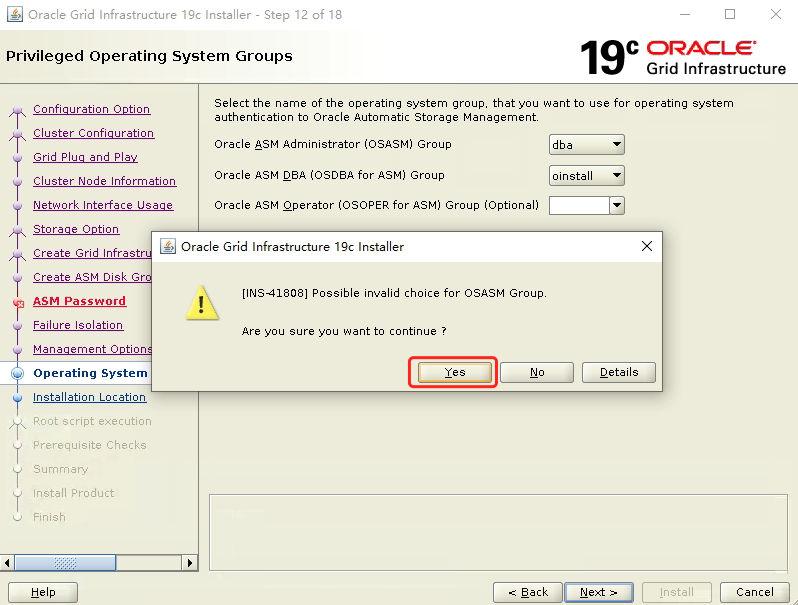 Oracle Grid Infrastructure 19c Installer - Step 12 of 18
Privileged Operating System Groups
19c ORACLE
Grid Infrastructure
Configuration Option
Cluster Configuration
Grid Plug and Play
Cluster Node Information
Network Interface Usage
Storage Option
Create Grid Infrastru
Create ASM Disk Gro
ASM Password
Failure Isolation
Management Options
Operating System
Installation Location
Root script execution
Prerequisite Checks
Summary
Install Product
Finish
Select the name of the operating system group, that you want to use for operating system
authentication to Oracle Automatic Storage Management.
Oracle ASM Administrator (OSASM) Group dba
Oracle ASM DBA (OSDBA for ASM) Group oinstall
Oracle ASM Operator (OSOPER for ASM) Group (Optional)
Oracle Grid Infrastructure 19c Installer
[INS-41808] Possible invalid choice for OSASM Group.
Are you sure you want to continue ?
Yes No Details
Help < Back Next > Install Cancel